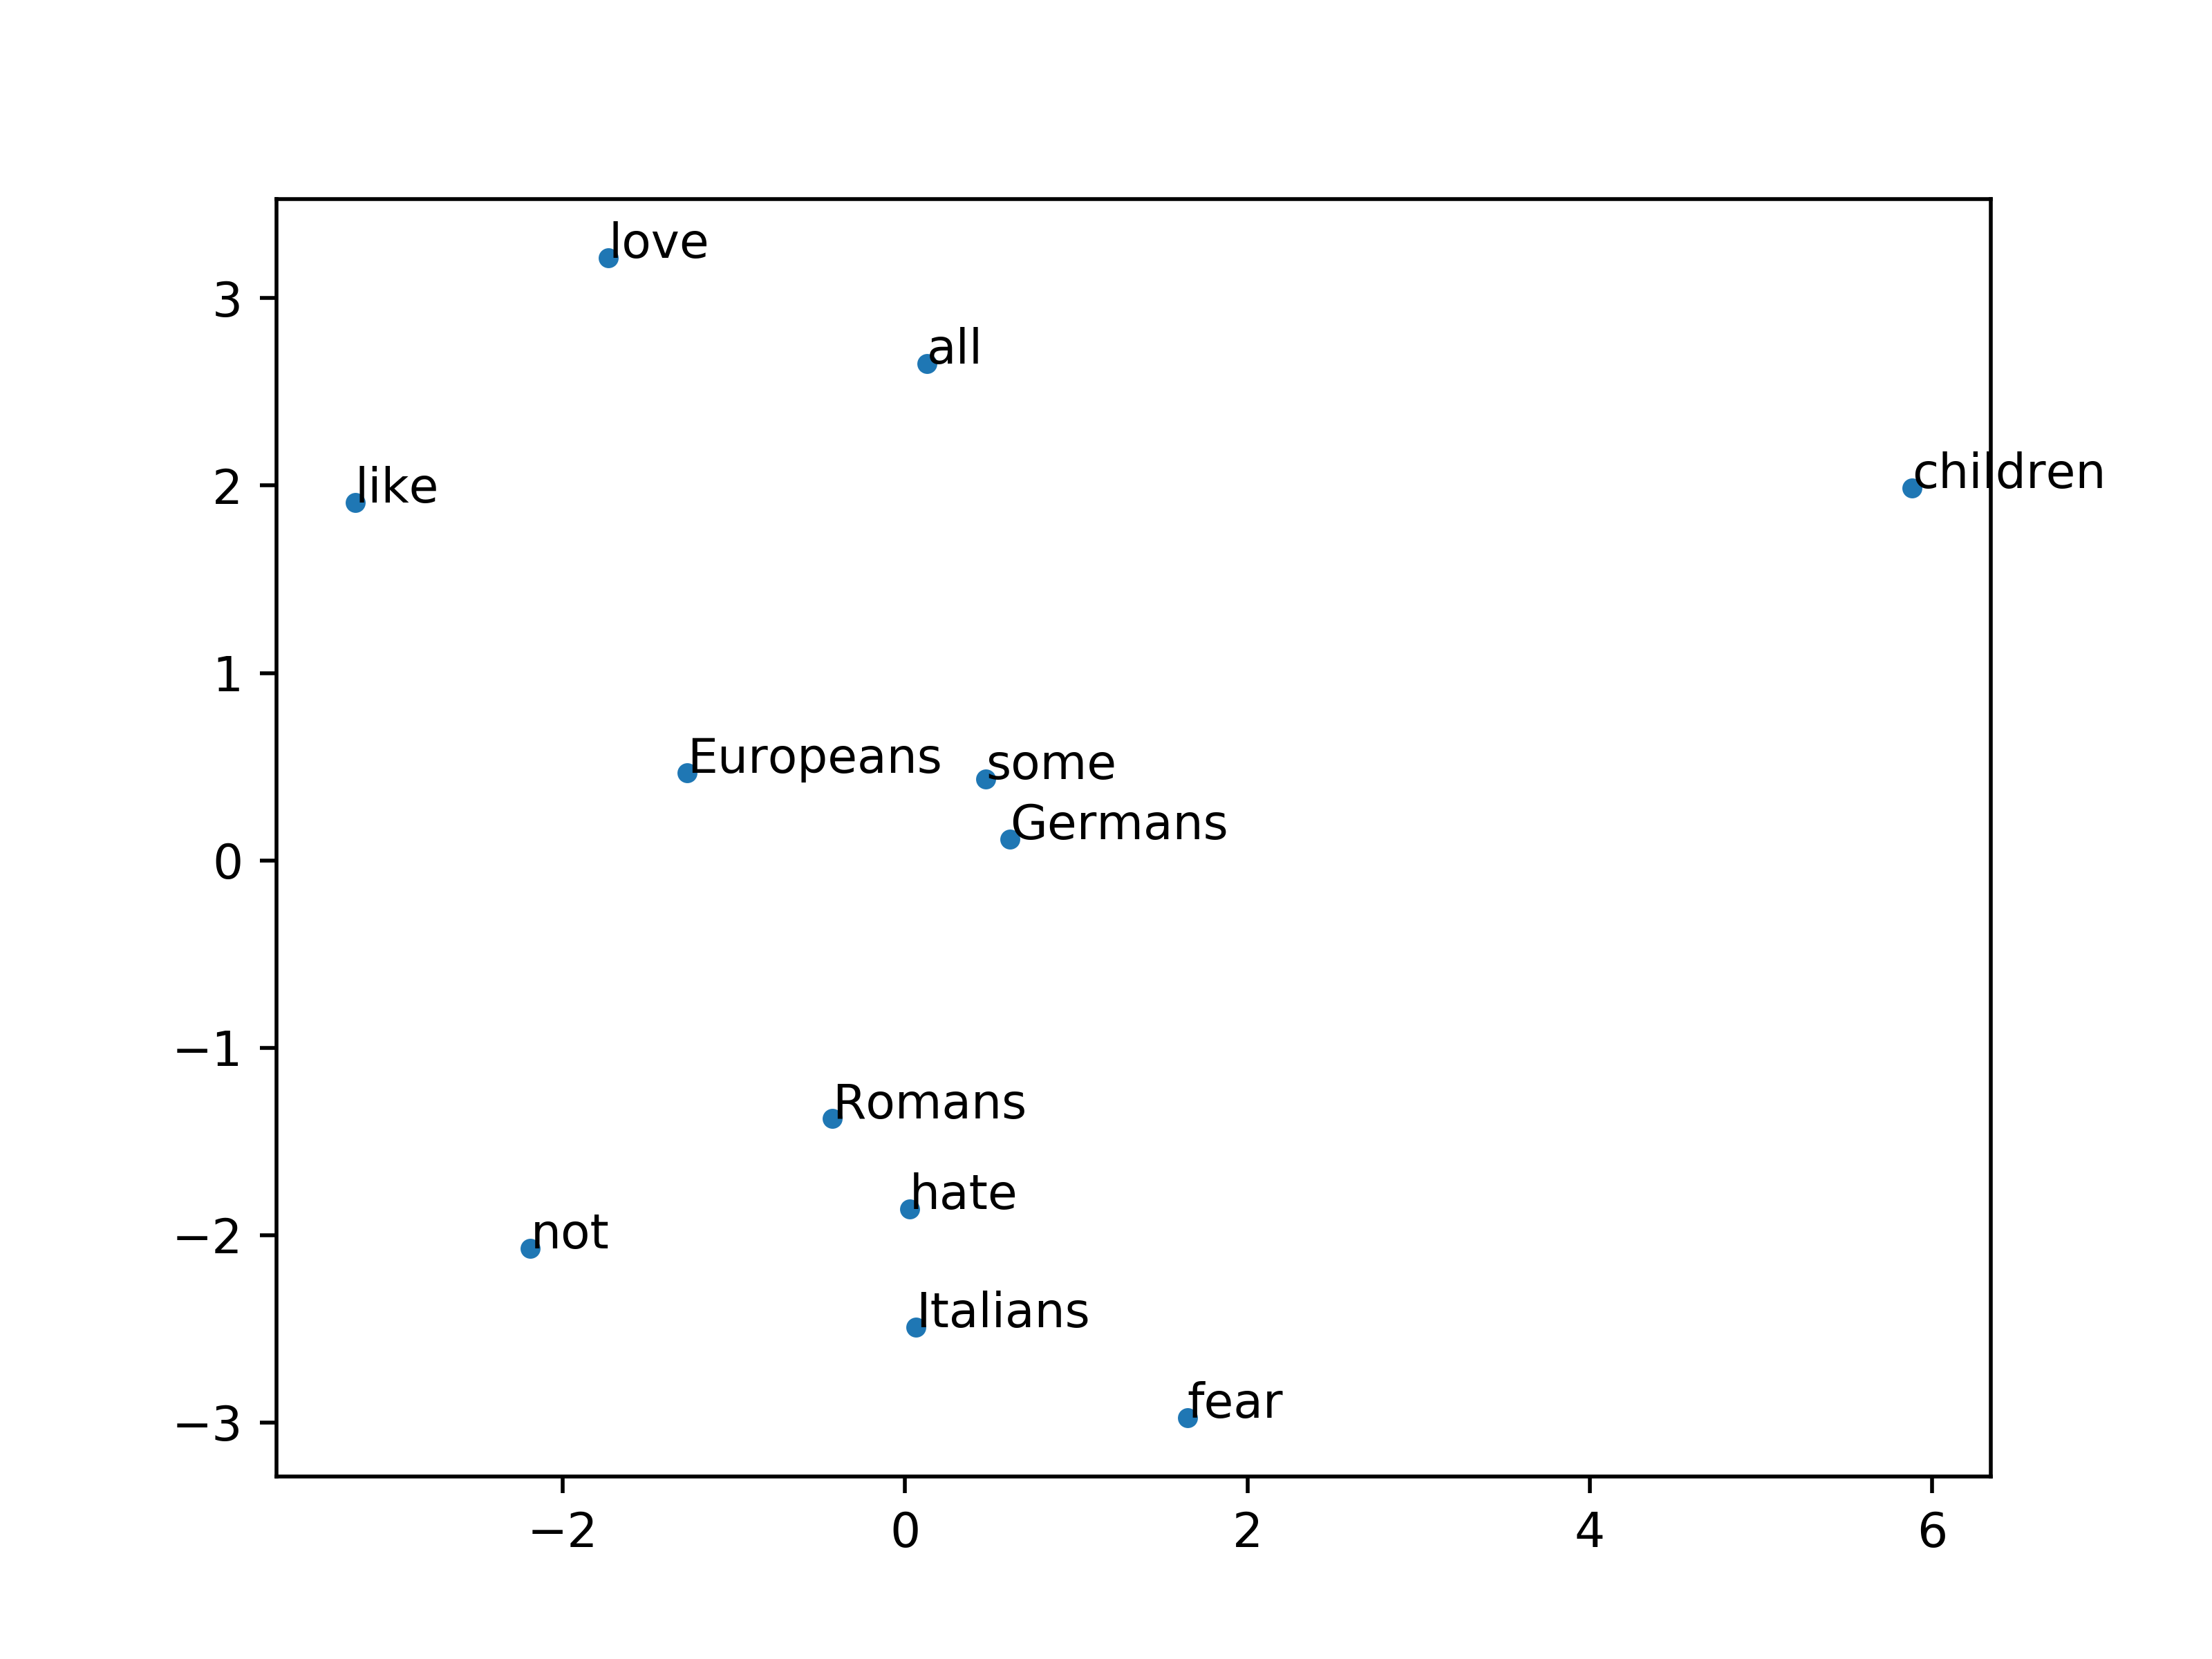 love
3
all
children
2
like
1
Europeans
some
Germans
0
−1
Romans
hate
not
−2
Italians
fear
−3
−2
0
2
4
6